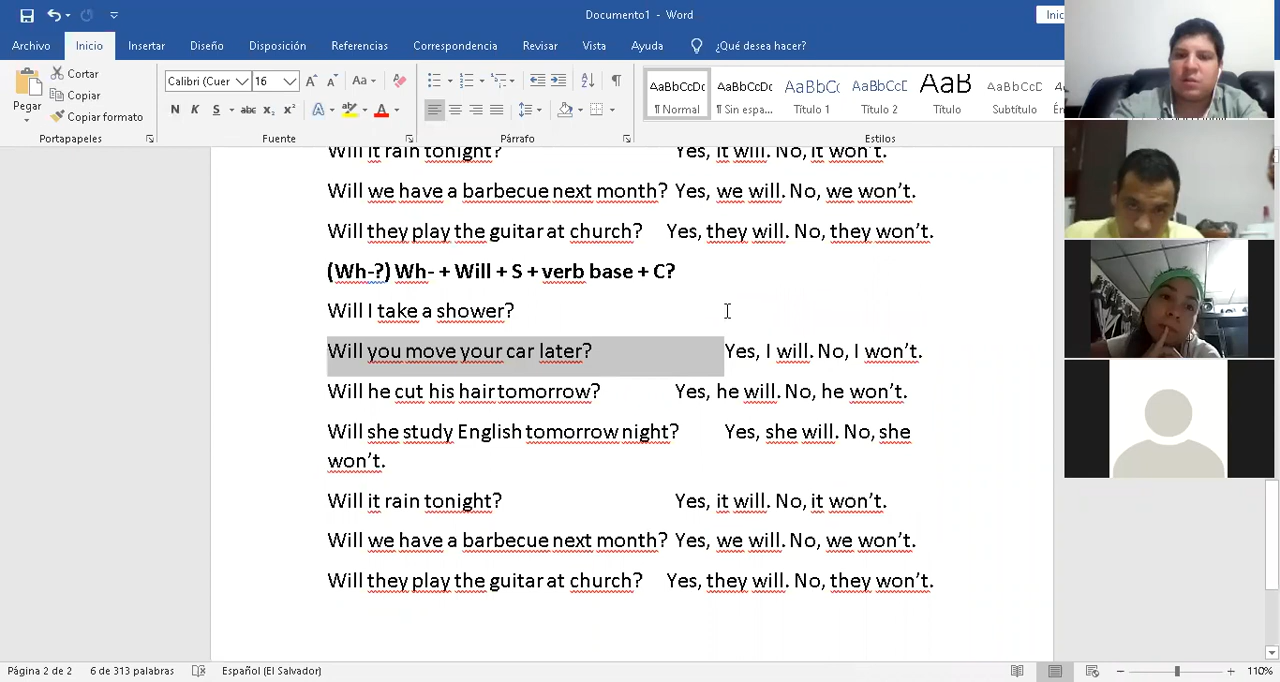 Documento1 - Word
Inic
Archivo Inicio Insertar Diseño Disposición Referencias Correspondencia Revisar Vista Ayuda ¿Qué desea hacer?
Pegar
Cortar
Copiar
Copiar formato
Portapapeles
Calibri (Cuer 16
Aa
N K S abc x₂ x² A A
Fuente
Párrafo
AaBbCcDc AaBbCcDc AaBbCc AaBbCcD AaB AaBbCcD
¶ Normal ¶ Sin espa... Título 1 Título 2 Título Subtítulo
Estilos
Will it rain tonight? Yes, it will. No, it won't.
Will we have a barbecue next month? Yes, we will. No, we won't.
Will they play the guitar at church? Yes, they will. No, they won't.
(Wh-?) Wh- + Will + S + verb base + C?
Will I take a shower?
Will you move your car later? Yes, I will. No, I won't.
Will he cut his hair tomorrow? Yes, he will. No, he won't.
Will she study English tomorrow night? Yes, she will. No, she
won't.
Will it rain tonight? Yes, it will. No, it won't.
Will we have a barbecue next month? Yes, we will. No, we won't.
Will they play the guitar at church? Yes, they will. No, they won't.
Página 2 de 2 6 de 313 palabras Español (El Salvador) 110%